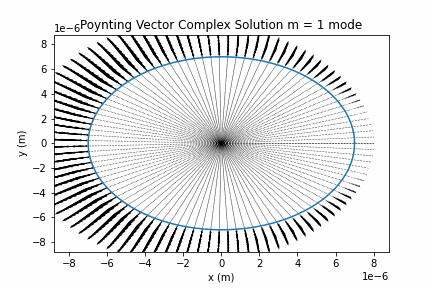 Poynting Vector Complex Solution m = 1 mode
1e−6
8
6
4
2
0
−2
−4
−6
−8
y (m)
−8 −6 −4 −2 0 2 4 6 8
x (m)
1e−6